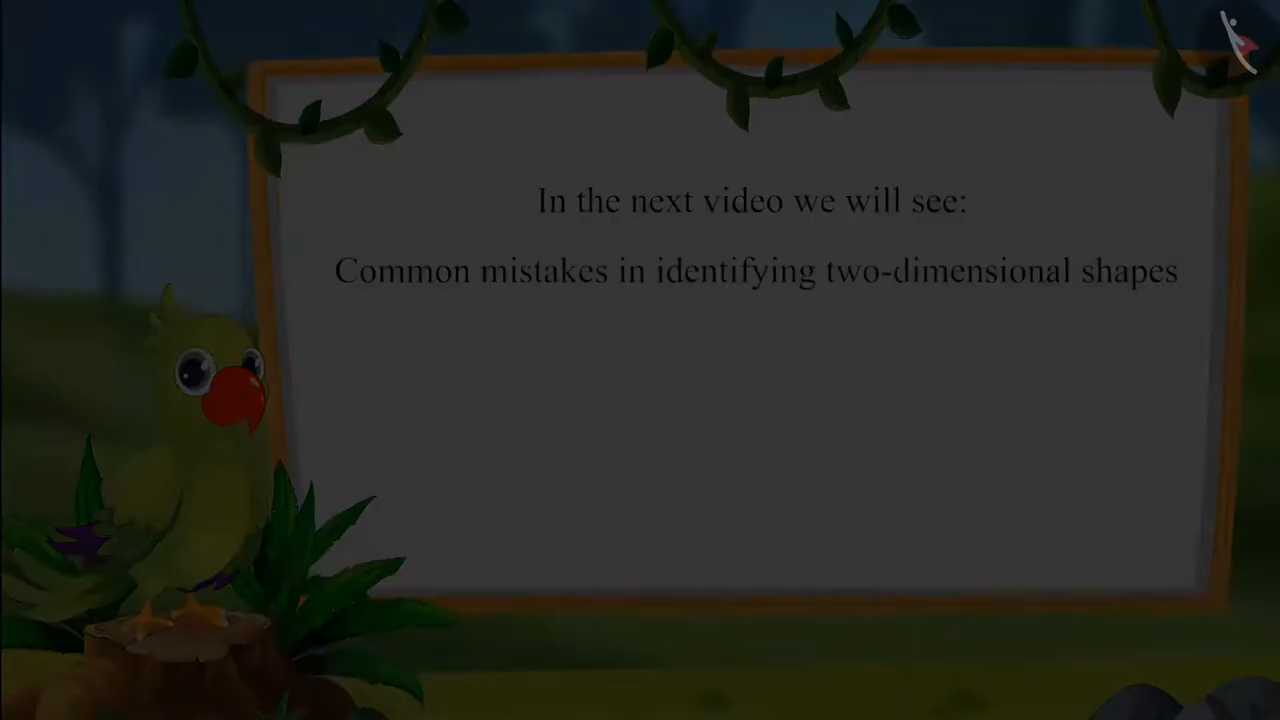 In the next video we will see:
Common mistakes in identifying two-dimensional shapes